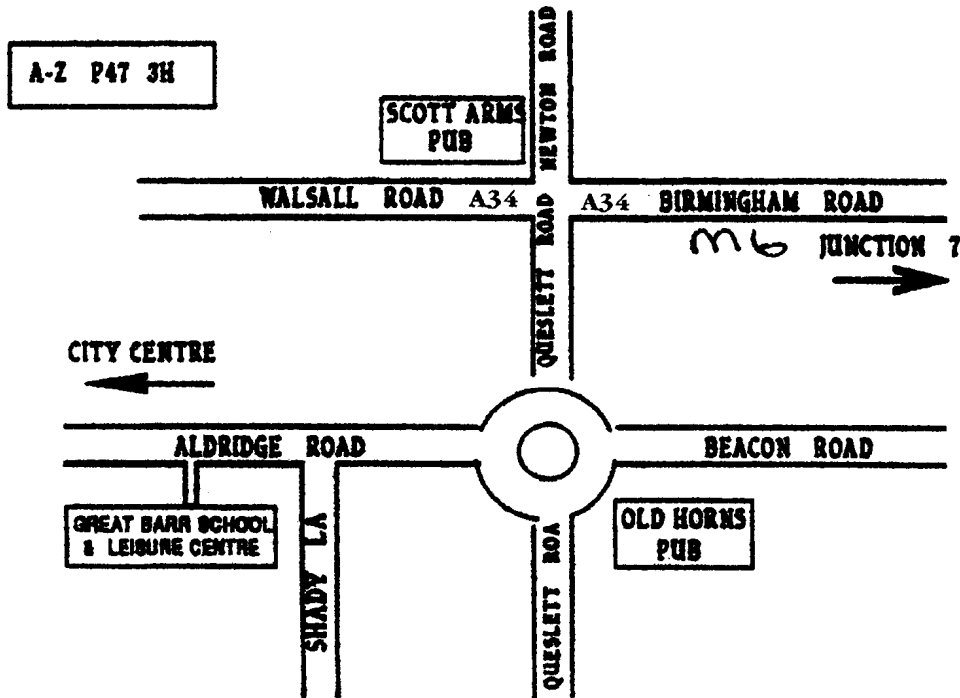 NEWTON ROAD
A-Z P47 3H
SCOTT ARMS
PUB
WALSALL ROAD A34
A34 BIRMINGHAM ROAD
QUESLETT ROAD
M6 JUNCTION 7
CITY CENTRE
ALDRIDGE ROAD
BEACON ROAD
GREAT BARR SCHOOL
& LEISURE CENTRE
SHADY LA
QUESLETT ROA
OLD HORNS
PUB